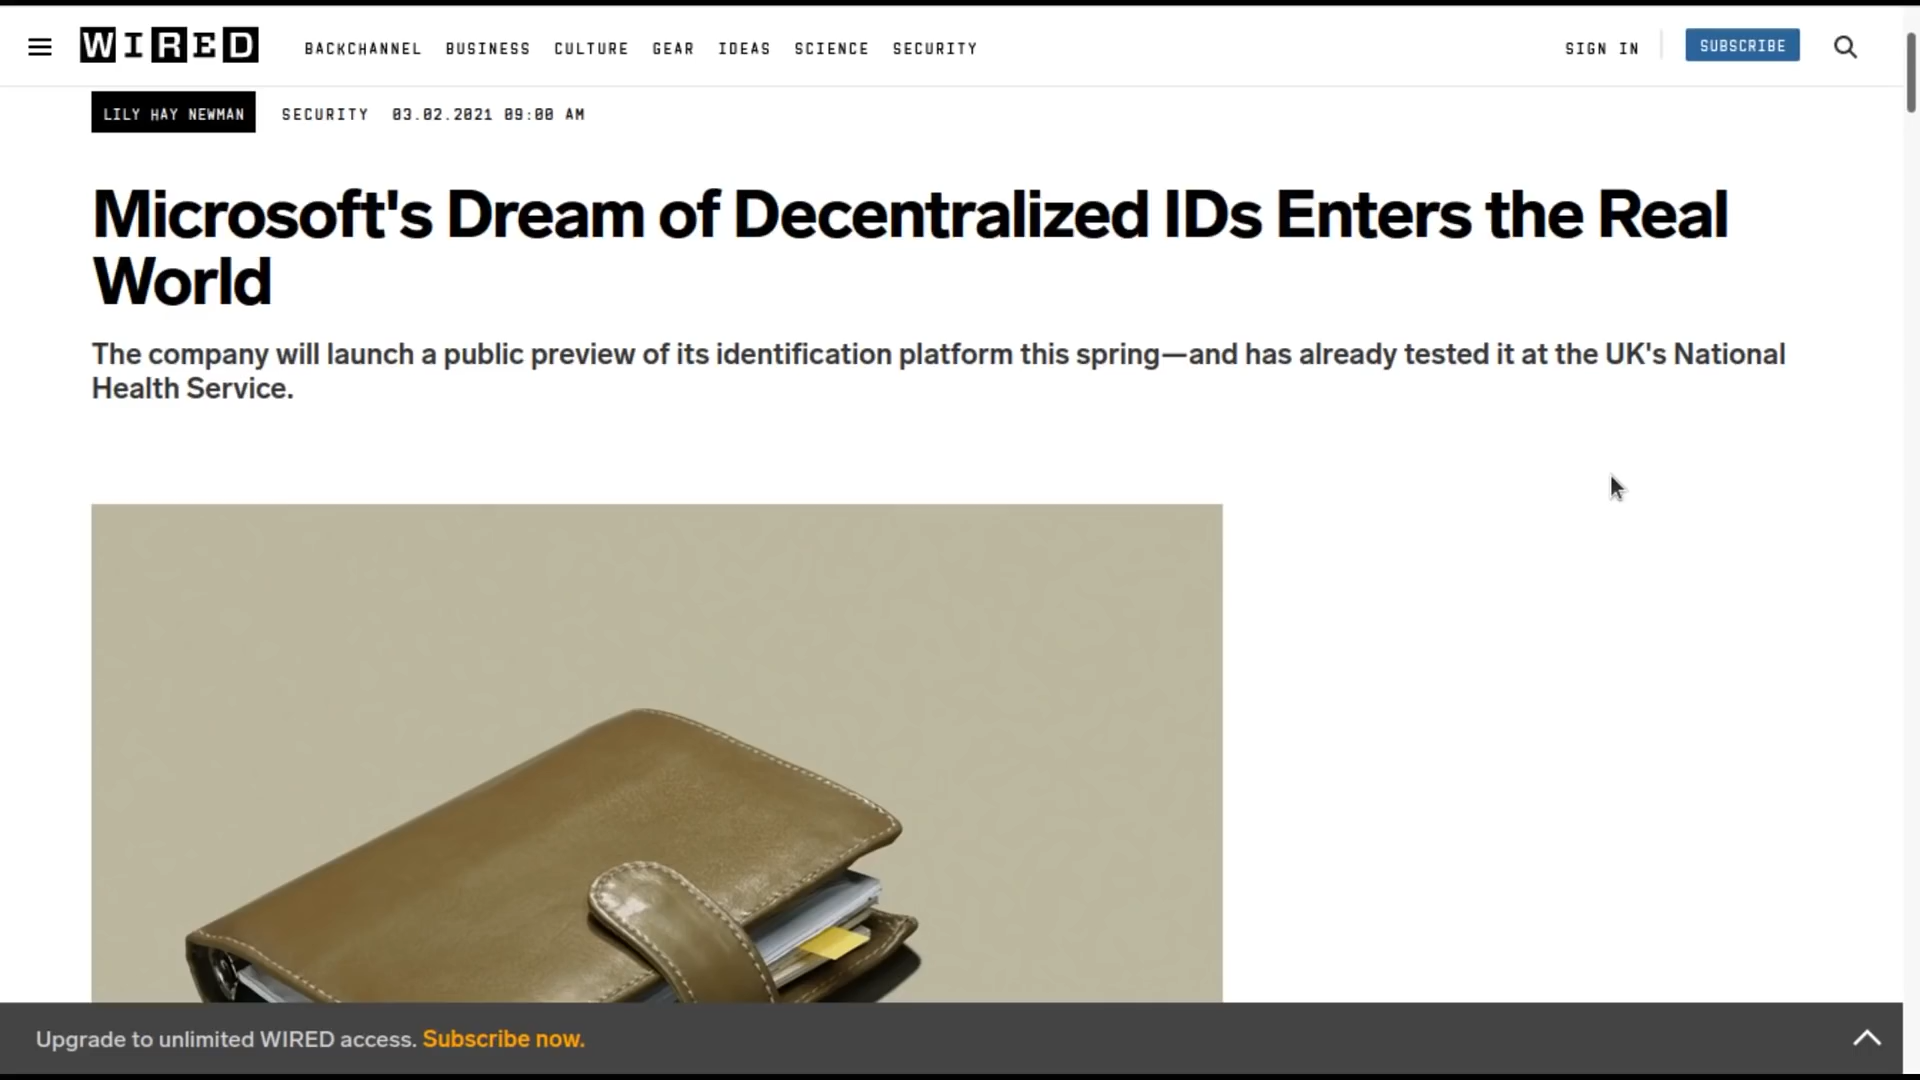 WIRED BACKCHANNEL BUSINESS CULTURE GEAR IDEAS SCIENCE SECURITY SIGN IN SUBSCRIBE
LILY HAY NEWMAN SECURITY 03.02.2021 09:00 AM
Microsoft's Dream of Decentralized IDs Enters the Real
World
The company will launch a public preview of its identification platform this spring—and has already tested it at the UK's National
Health Service.
Upgrade to unlimited WIRED access. Subscribe now.